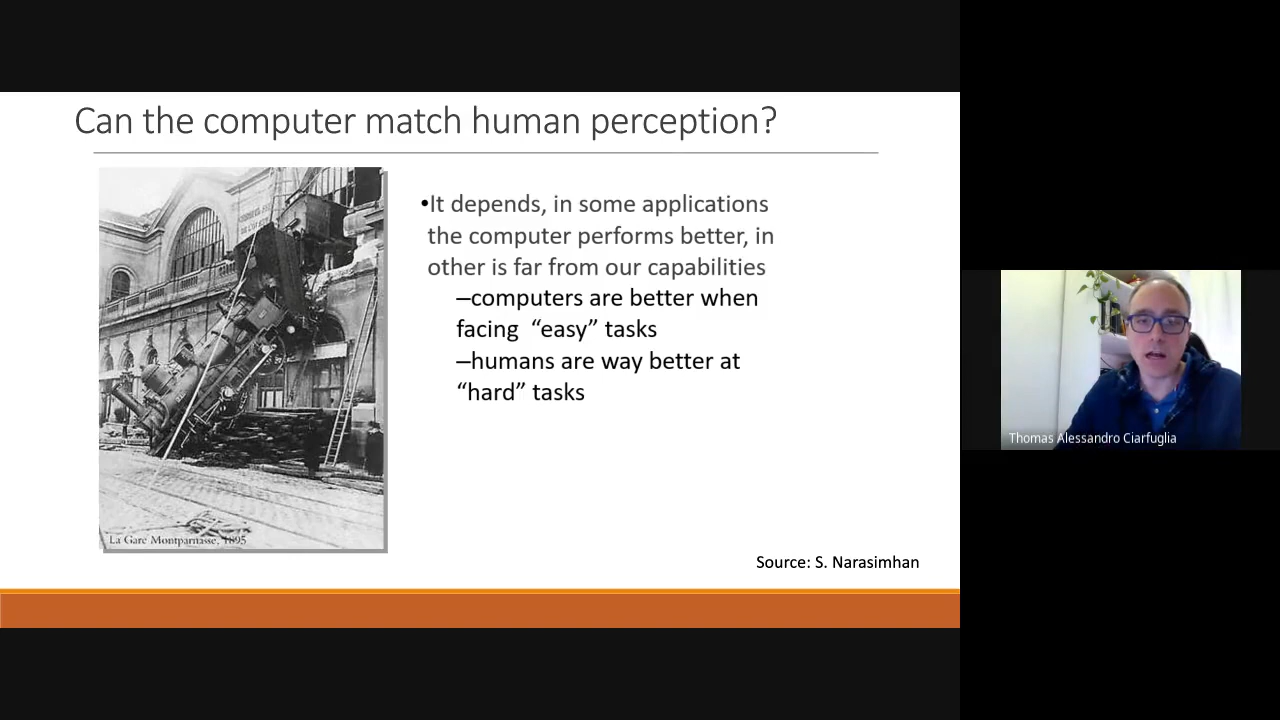 Can the computer match human perception?
•It depends, in some applications
the computer performs better, in
other is far from our capabilities
–computers are better when
facing “easy” tasks
–humans are way better at
“hard” tasks
La Gare Montparnasse, 1895
Source: S. Narasimhan
Thomas Alessandro Ciarfuglia